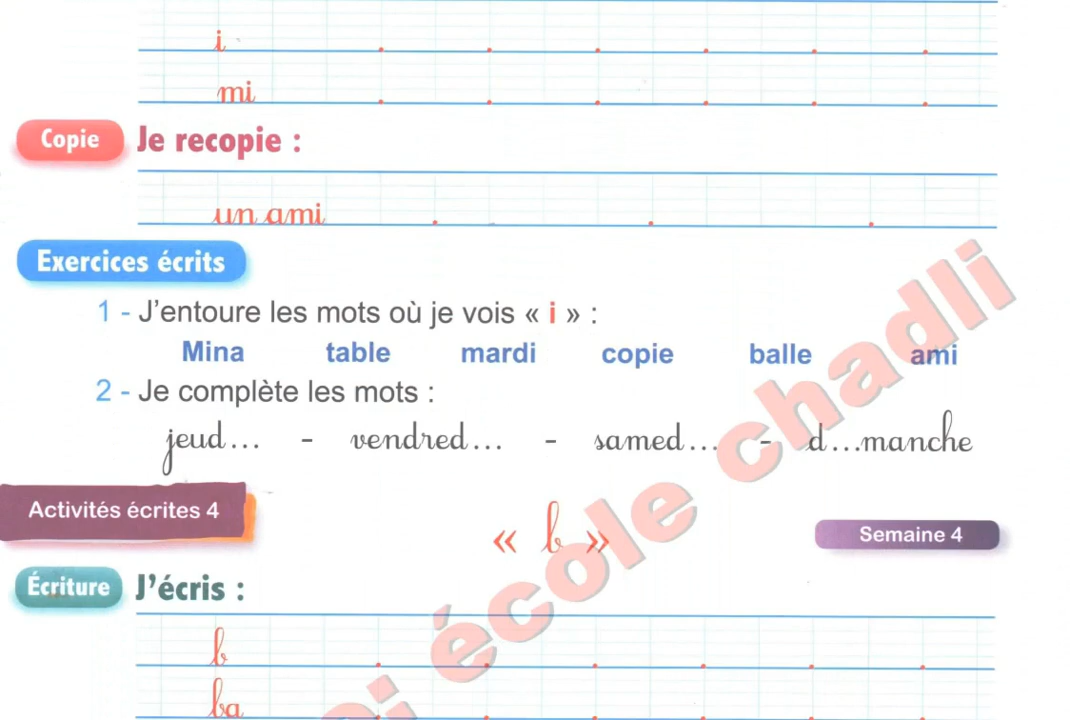 i
mi
Copie Je recopie :
un ami
Exercices écrits
1 - J'entoure les mots où je vois « i » :
Mina table mardi copie balle ami
2 - Je complète les mots :
jeud... - vendred... - samed... - d...manche
Activités écrites 4 « b » Semaine 4
Écriture J'écris :
b
ba
école chadli